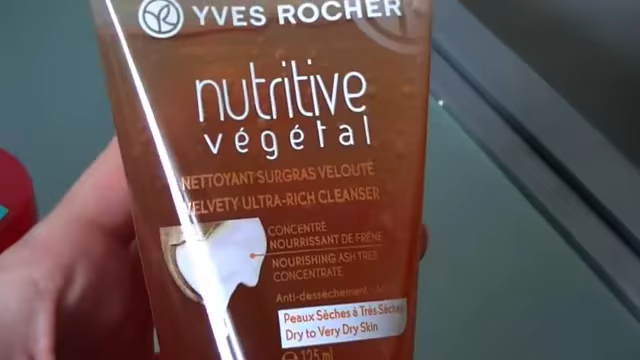 YR YVES ROCHER
nutritive
végétal
NETTOYANT SURGRAS VELOUTÉ
VELVETY ULTRA-RICH CLEANSER
CONCENTRÉ
NOURRISSANT DE FRÊNE
NOURISHING ASH TREE
CONCENTRATE
Anti-dessèchement
Peaux Sèches à Très Sèches
Dry to Very Dry Skin
125 ml